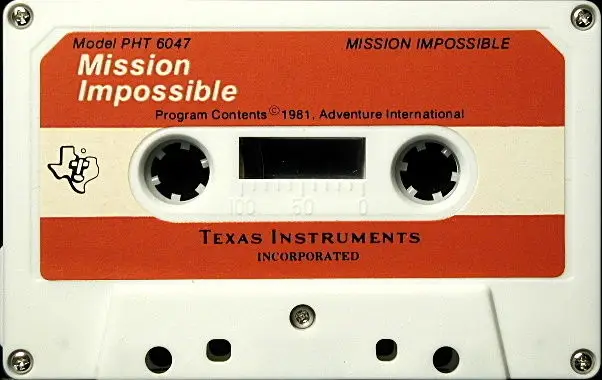 Model PHT 6047 MISSION IMPOSSIBLE
Mission
Impossible
Program Contents ©1981, Adventure International
100 50 0
TEXAS INSTRUMENTS
INCORPORATED